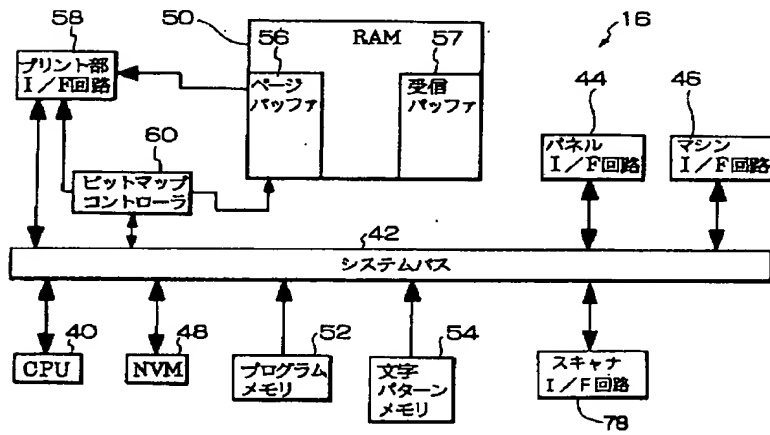 58
プリント部
I/F回路
50
RAM
56
ページ
バッファ
57
受信
バッファ
16
44
パネル
I/F回路
46
マシン
I/F回路
60
ビットマップ
コントローラ
42
システムバス
40
CPU
48
NVM
52
プログラム
メモリ
54
文字
パターン
メモリ
スキャナ
I/F回路
78